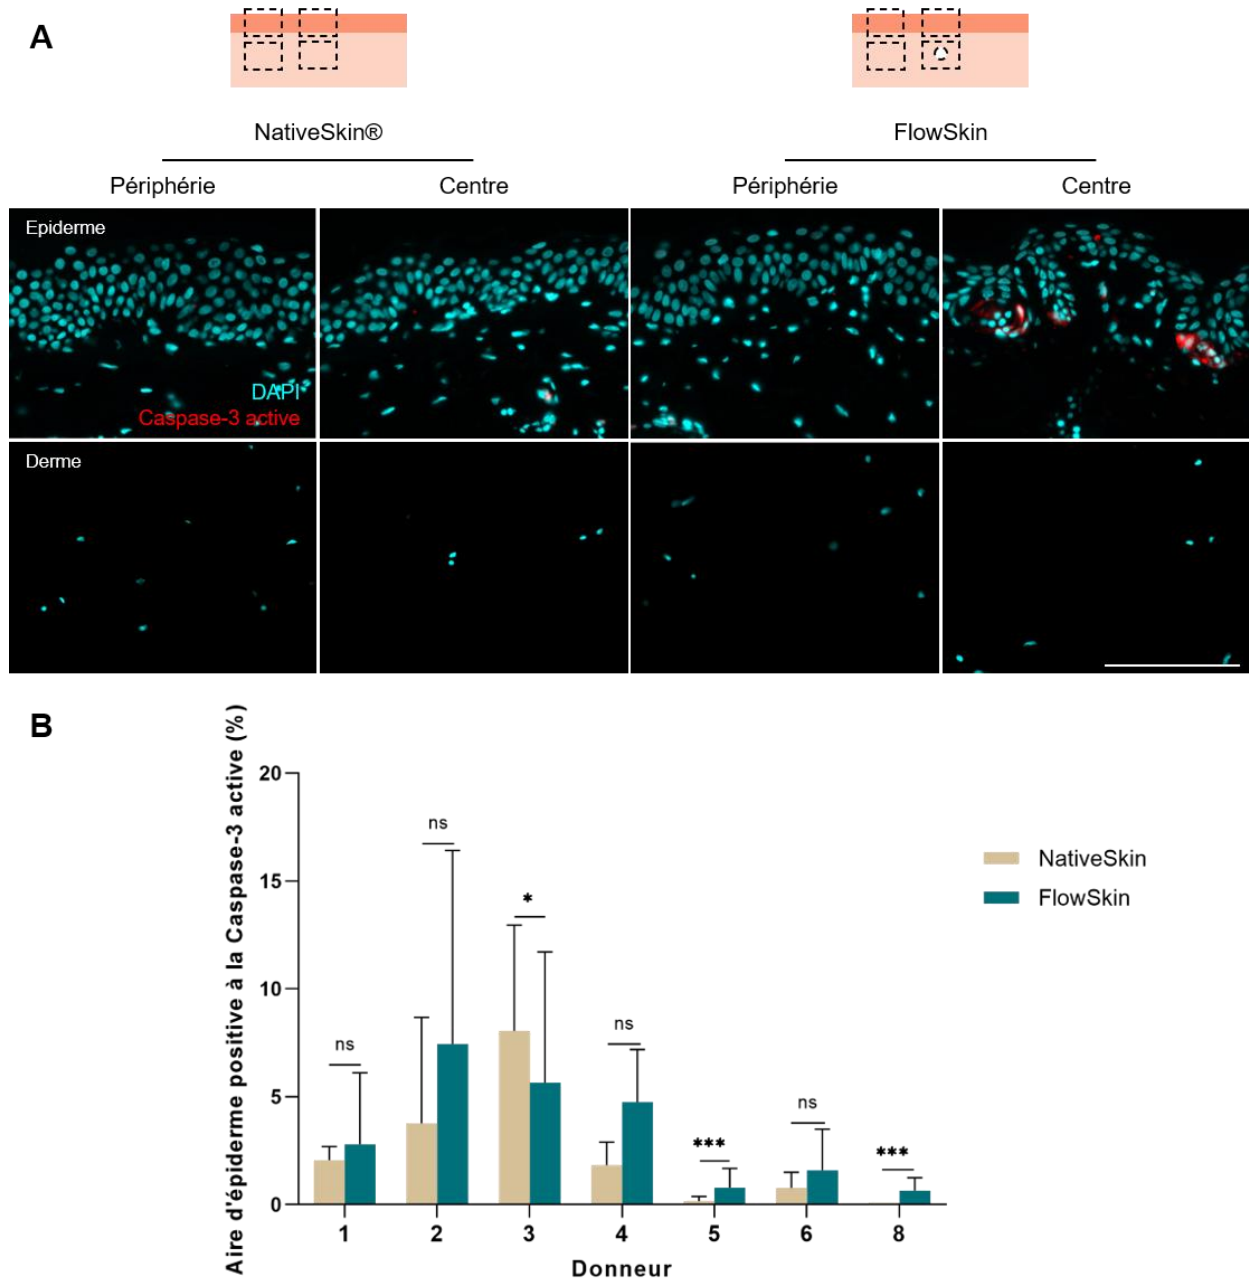 A
NativeSkin®
FlowSkin
Périphérie
Centre
Périphérie
Centre
Epiderme
DAPI
Caspase-3 active
Derme
B
Aire d'épiderme positive à la Caspase-3 active (%)
20
15
10
5
0
ns
ns
*
ns
***
ns
***
1
2
3
4
5
6
8
Donneur
NativeSkin
FlowSkin